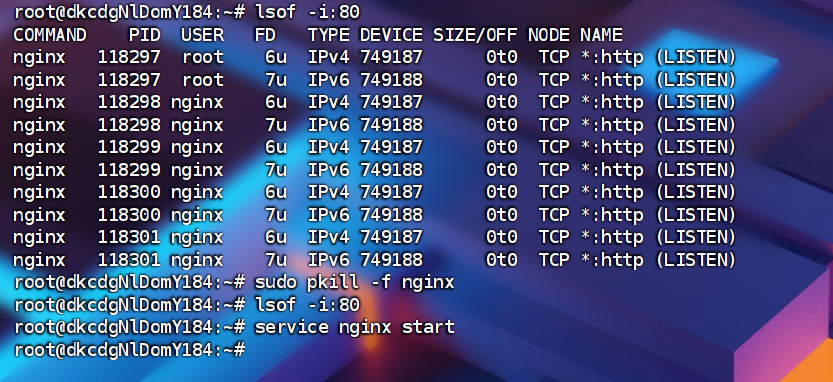 root@dkcdgNlDomY184:~# lsof -i:80
COMMAND    PID  USER   FD   TYPE DEVICE SIZE/OFF NODE NAME
nginx   118297  root    6u  IPv4 749187      0t0  TCP *:http (LISTEN)
nginx   118297  root    7u  IPv6 749188      0t0  TCP *:http (LISTEN)
nginx   118298 nginx    6u  IPv4 749187      0t0  TCP *:http (LISTEN)
nginx   118298 nginx    7u  IPv6 749188      0t0  TCP *:http (LISTEN)
nginx   118299 nginx    6u  IPv4 749187      0t0  TCP *:http (LISTEN)
nginx   118299 nginx    7u  IPv6 749188      0t0  TCP *:http (LISTEN)
nginx   118300 nginx    6u  IPv4 749187      0t0  TCP *:http (LISTEN)
nginx   118300 nginx    7u  IPv6 749188      0t0  TCP *:http (LISTEN)
nginx   118301 nginx    6u  IPv4 749187      0t0  TCP *:http (LISTEN)
nginx   118301 nginx    7u  IPv6 749188      0t0  TCP *:http (LISTEN)
root@dkcdgNlDomY184:~# sudo pkill -f nginx
root@dkcdgNlDomY184:~# lsof -i:80
root@dkcdgNlDomY184:~# service nginx start
root@dkcdgNlDomY184:~#